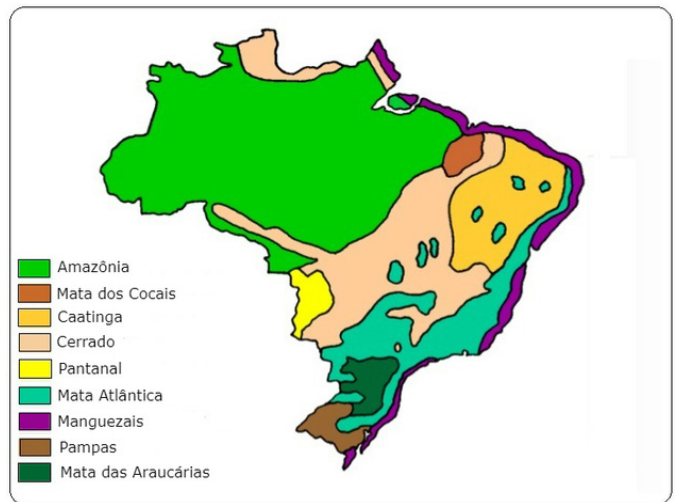 Amazônia
Mata dos Cocais
Caatinga
Cerrado
Pantanal
Mata Atlântica
Manguezais
Pampas
Mata das Araucárias